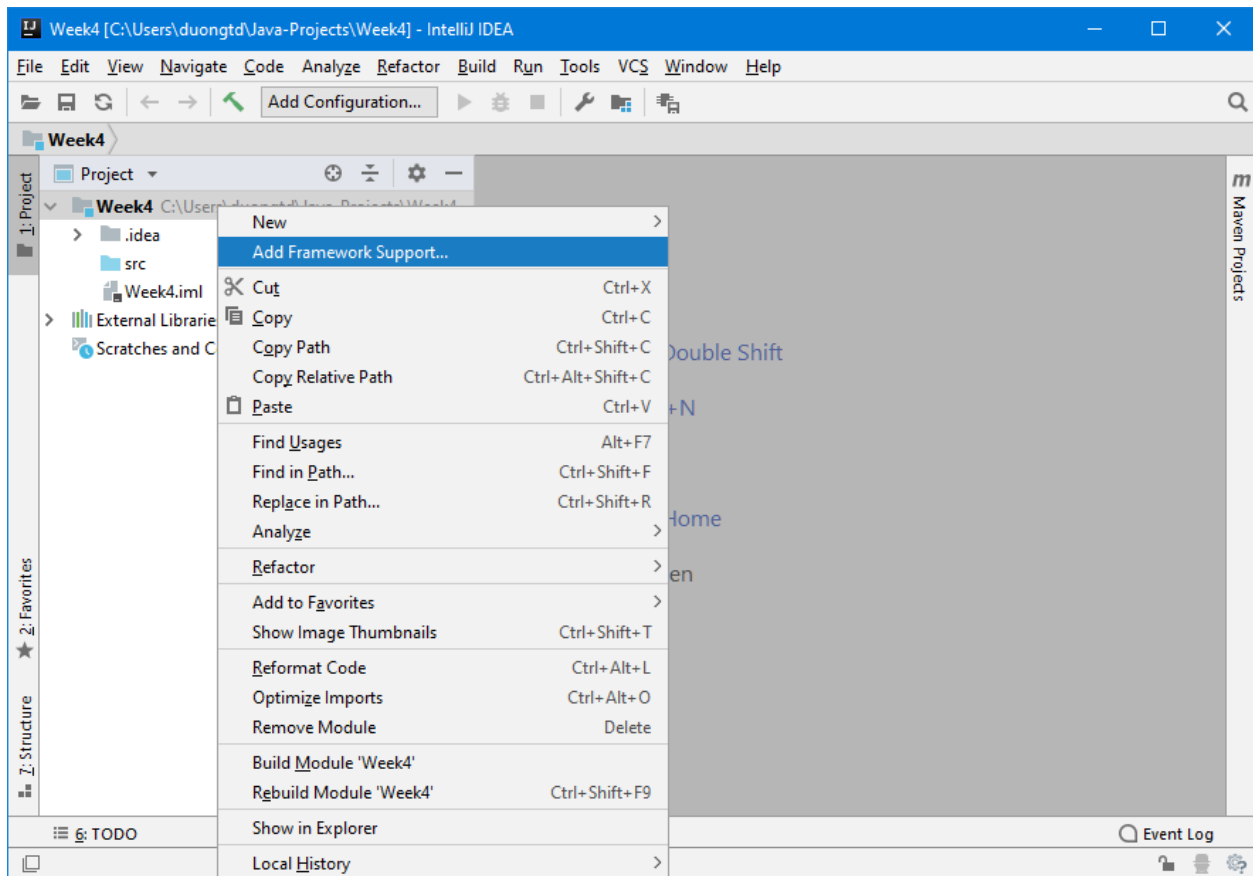 Week4 [C:\Users\duongtd\Java-Projects\Week4] - IntelliJ IDEA
File Edit View Navigate Code Analyze Refactor Build Run Tools VCS Window Help
Add Configuration...
Week4
Project
1: Project
Week4 C:\Users\duongtd\Java-Projects\Week4
.idea
src
Week4.iml
External Librarie
Scratches and C
New
Add Framework Support...
Cut Ctrl+X
Copy Ctrl+C
Copy Path Ctrl+Shift+C
Copy Relative Path Ctrl+Alt+Shift+C
Paste Ctrl+V
Find Usages Alt+F7
Find in Path... Ctrl+Shift+F
Replace in Path... Ctrl+Shift+R
Analyze
Refactor
Add to Favorites
Show Image Thumbnails Ctrl+Shift+T
Reformat Code Ctrl+Alt+L
Optimize Imports Ctrl+Alt+O
Remove Module Delete
Build Module 'Week4'
Rebuild Module 'Week4' Ctrl+Shift+F9
Show in Explorer
Local History
Double Shift
+N
Home
en
m Maven Projects
2: Favorites
7: Structure
6: TODO
Event Log